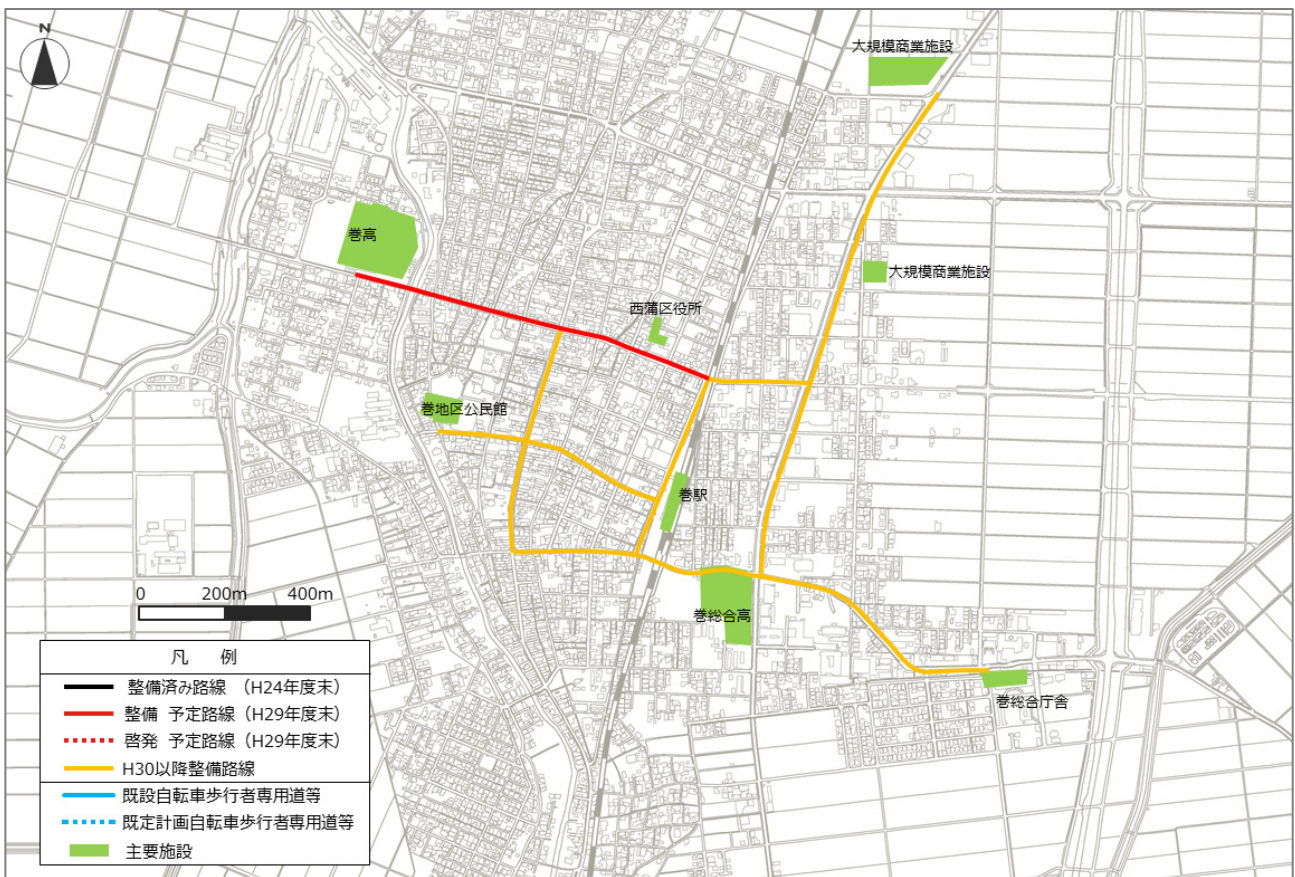 N
大規模商業施設
巻高
大規模商業施設
西蒲区役所
巻地区公民館
巻駅
0 200m 400m
巻総合高
巻総合庁舎
凡 例
整備済み路線 （H24年度末）
整備 予定路線（H29年度末）
啓発 予定路線（H29年度末）
H30以降整備路線
既設自転車歩行者専用道等
既定計画自転車歩行者専用道等
主要施設